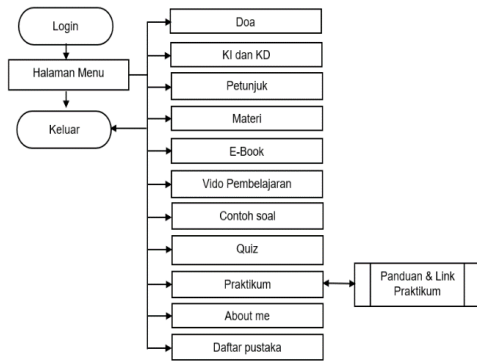 Login
Halaman Menu
Keluar
Doa
KI dan KD
Petunjuk
Materi
E-Book
Vido Pembelajaran
Contoh soal
Quiz
Praktikum
About me
Daftar pustaka
Panduan & Link
Praktikum